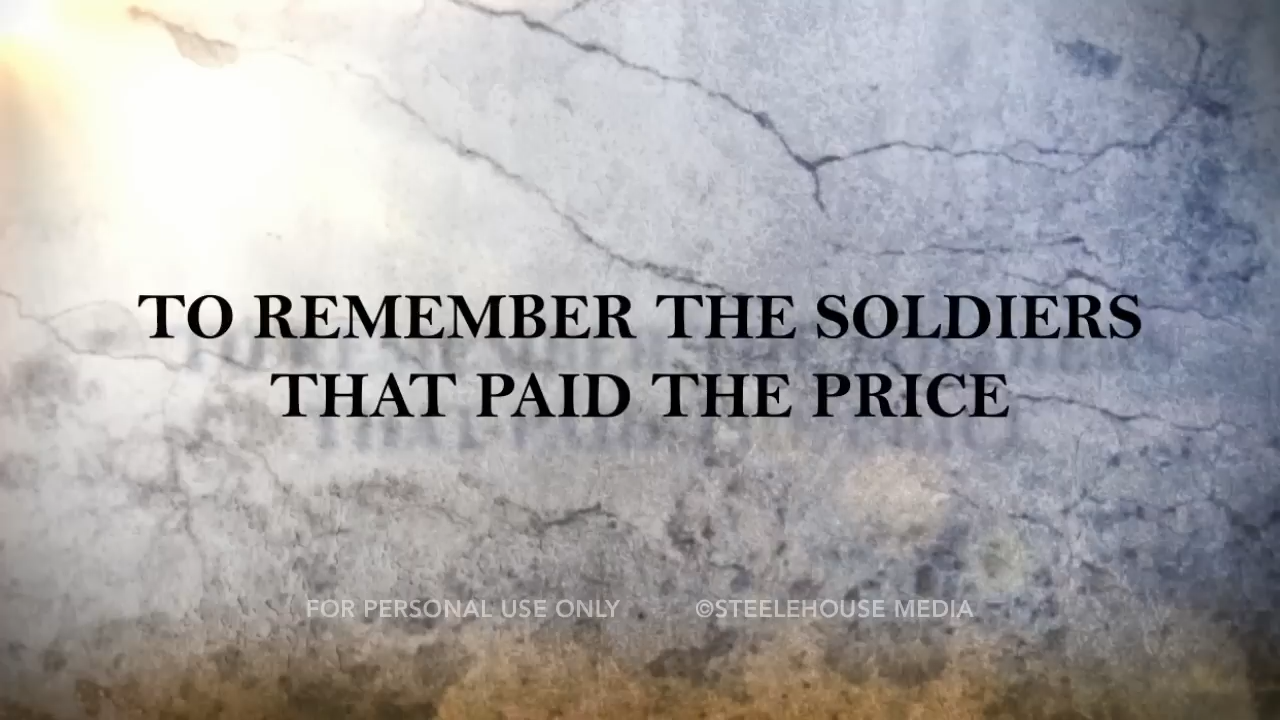 TO REMEMBER THE SOLDIERS
THAT PAID THE PRICE
FOR PERSONAL USE ONLY ©STEELEHOUSE MEDIA